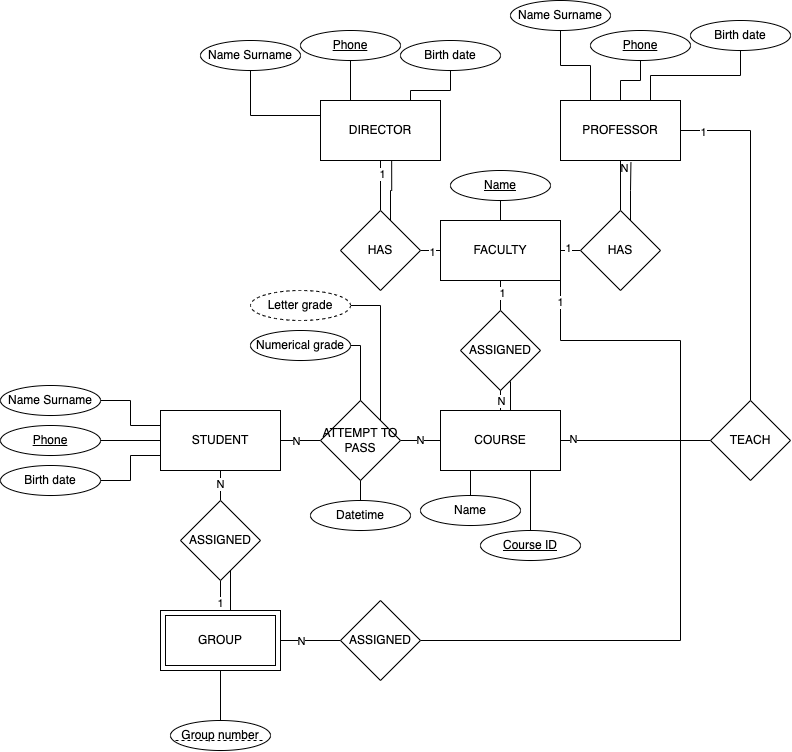 Name Surname
Name Surname
Phone
Birth date
Phone
Birth date
DIRECTOR
PROFESSOR
1
1
N
Name
HAS
1
FACULTY
1
HAS
1
1
Letter grade
Numerical grade
ASSIGNED
N
Name Surname
Phone
Birth date
STUDENT
N
ATTEMPT TO
PASS
N
COURSE
N
TEACH
N
Datetime
Name
Course ID
ASSIGNED
1
GROUP
N
ASSIGNED
Group number